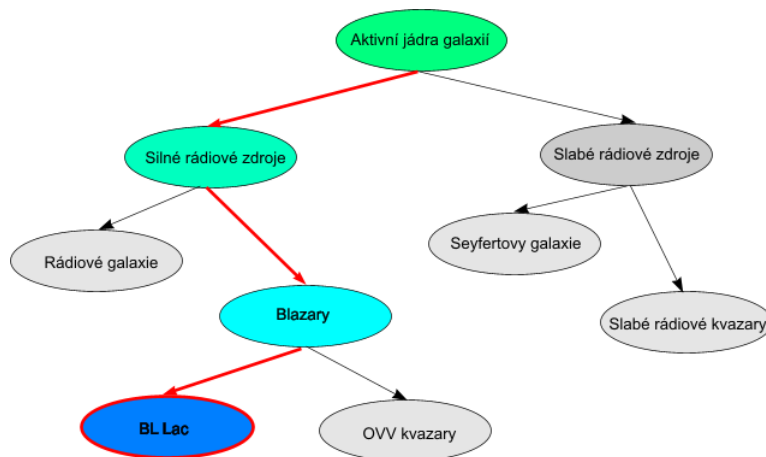 Aktivní jádra galaxií
Silné rádiové zdroje
Slabé rádiové zdroje
Rádiové galaxie
Seyfertovy galaxie
Blazary
Slabé rádiové kvazary
BL Lac
OVV kvazary